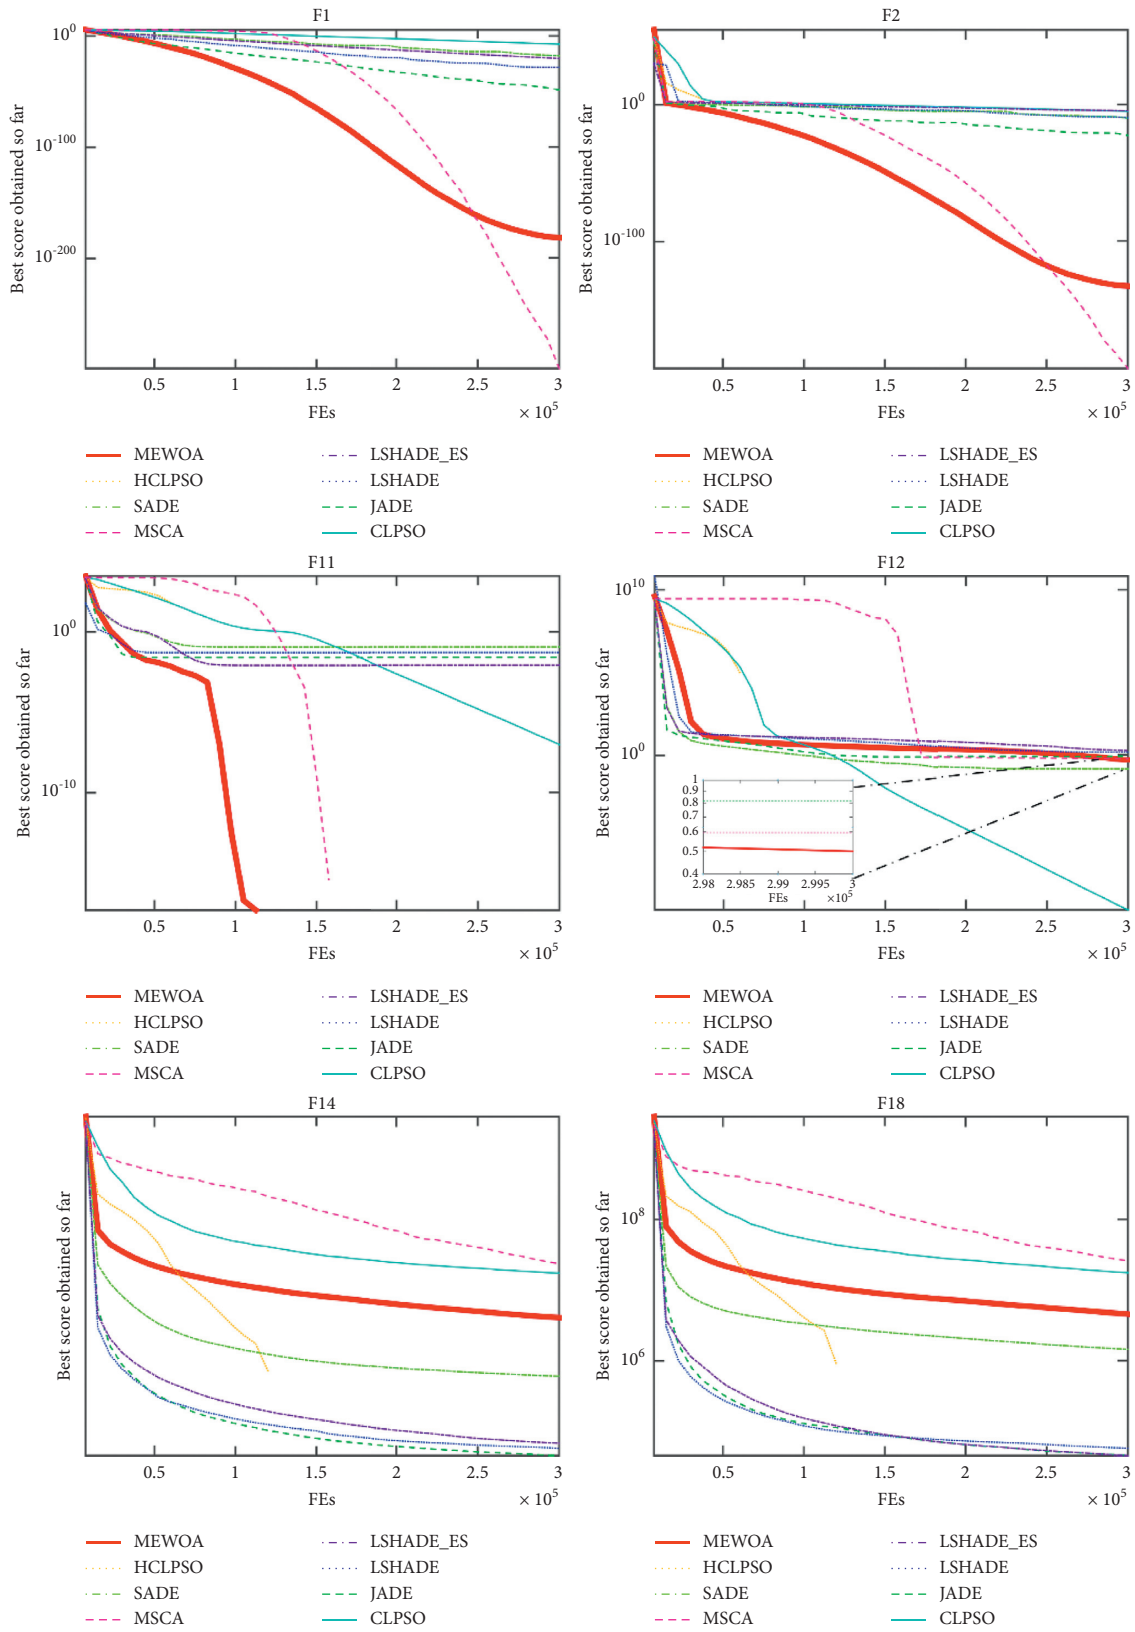 F1
Best score obtained so far
10^0
10^-100
10^-200
0.5 1 1.5 2 2.5 3
FEs × 10^5
MEWOA LSHADE_ES
HCLPSO LSHADE
SADE JADE
MSCA CLPSO
F2
Best score obtained so far
10^0
10^-100
0.5 1 1.5 2 2.5 3
FEs × 10^5
MEWOA LSHADE_ES
HCLPSO LSHADE
SADE JADE
MSCA CLPSO
F11
Best score obtained so far
10^0
10^-10
0.5 1 1.5 2 2.5 3
FEs × 10^5
MEWOA LSHADE_ES
HCLPSO LSHADE
SADE JADE
MSCA CLPSO
F12
Best score obtained so far
10^10
10^0
1
0.9
0.8
0.6
0.5
0.4
2.98 2.985 2.99 2.995 3
FEs ×10^5
0.5 1 1.5 2 2.5 3
FEs × 10^5
MEWOA LSHADE_ES
HCLPSO LSHADE
SADE JADE
MSCA CLPSO
F14
Best score obtained so far
0.5 1 1.5 2 2.5 3
FEs × 10^5
MEWOA LSHADE_ES
HCLPSO LSHADE
SADE JADE
MSCA CLPSO
F18
Best score obtained so far
10^8
10^6
0.5 1 1.5 2 2.5 3
FEs × 10^5
MEWOA LSHADE_ES
HCLPSO LSHADE
SADE JADE
MSCA CLPSO